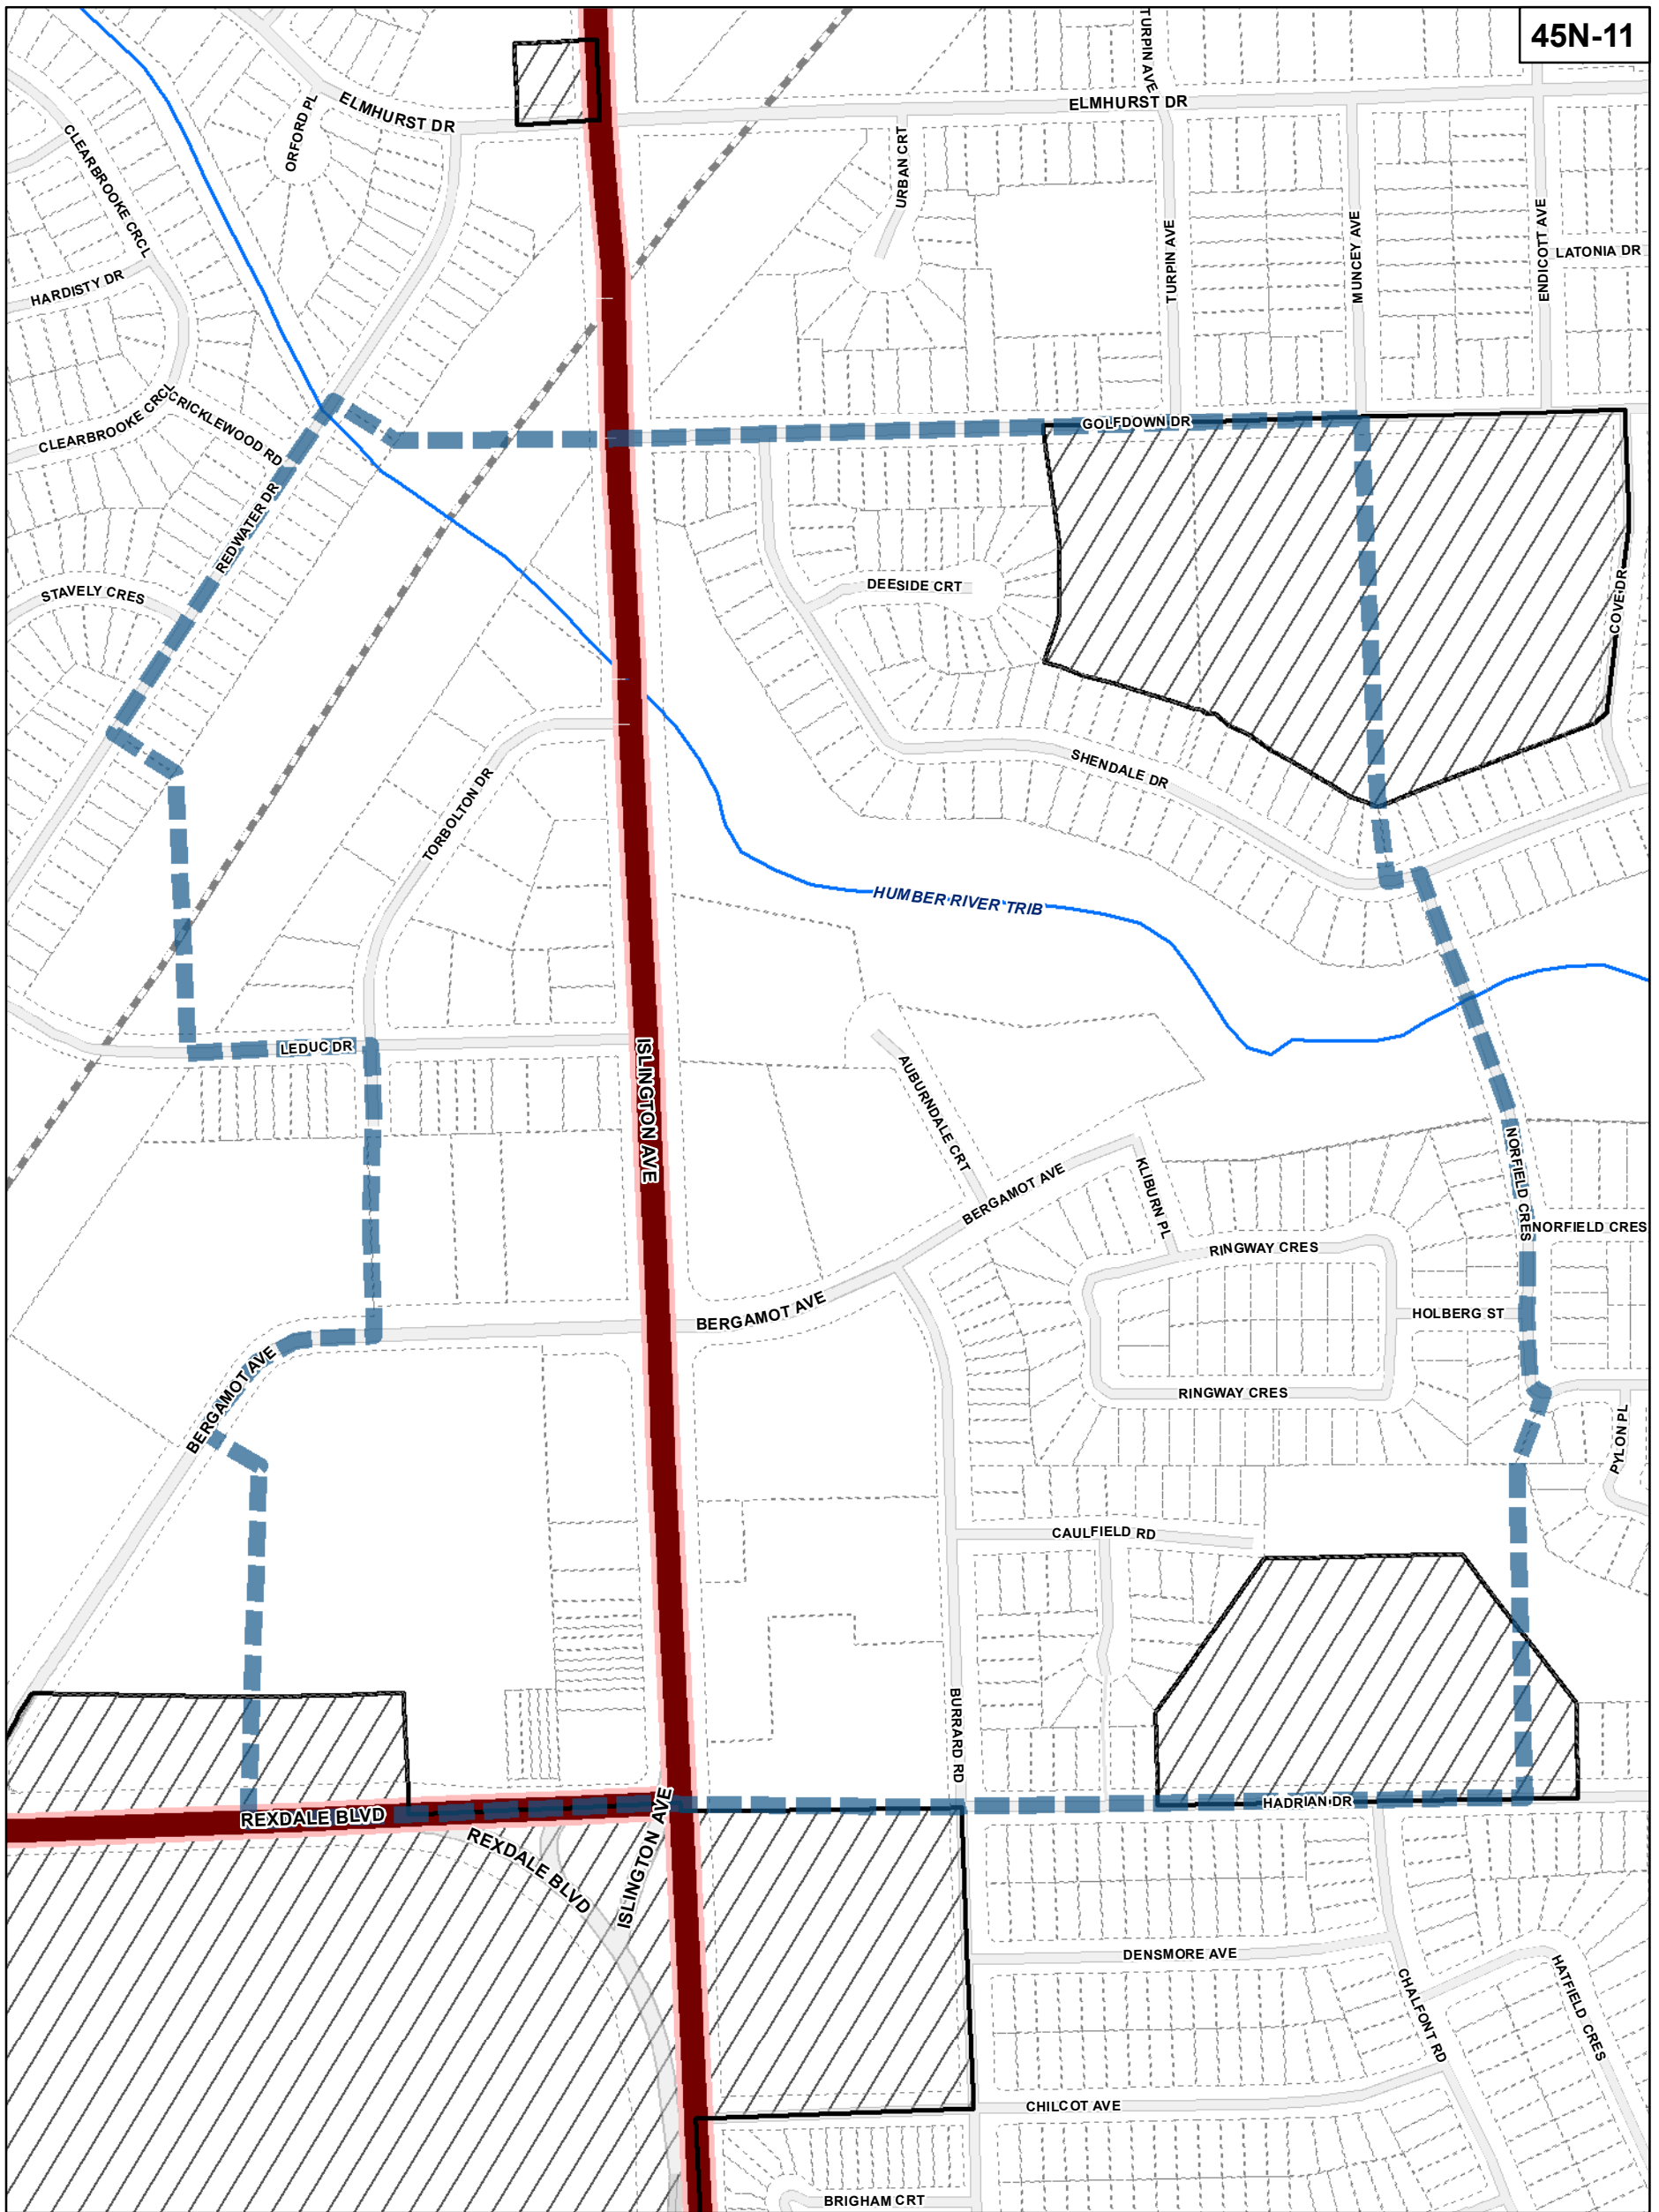 45N-11
TURPIN AVE
ELMHURST DR
ELMHURST DR
ORFORD PL
CLEARBROOKE CRCL
URBAN CRT
HARDISTY DR
TURPIN AVE
MUNCEY AVE
ENDICOTT AVE
LATONIA DR
CLEARBROOKE CRCL
CRICKLEWOOD RD
GOLFDOWN DR
REDWATER DR
STAVELY CRES
DEESIDE CRT
COVE DR
SHENDALE DR
TORBOLTON DR
HUMBER RIVER TRIB
LEDUC DR
ISLINGTON AVE
AUBURNDALE CRT
BERGAMOT AVE
KLIBURN PL
NORFIELD CRES
NORFIELD CRES
RINGWAY CRES
BERGAMOT AVE
HOLBERG ST
BERGAMOT AVE
RINGWAY CRES
PYLON PL
CAULFIELD RD
BURRARD RD
HADRIAN DR
REXDALE BLVD
REXDALE BLVD
ISLINGTON AVE
DENSMORE AVE
CHALFONT RD
HATFIELD CRES
CHILCOT AVE
BRIGHAM CRT